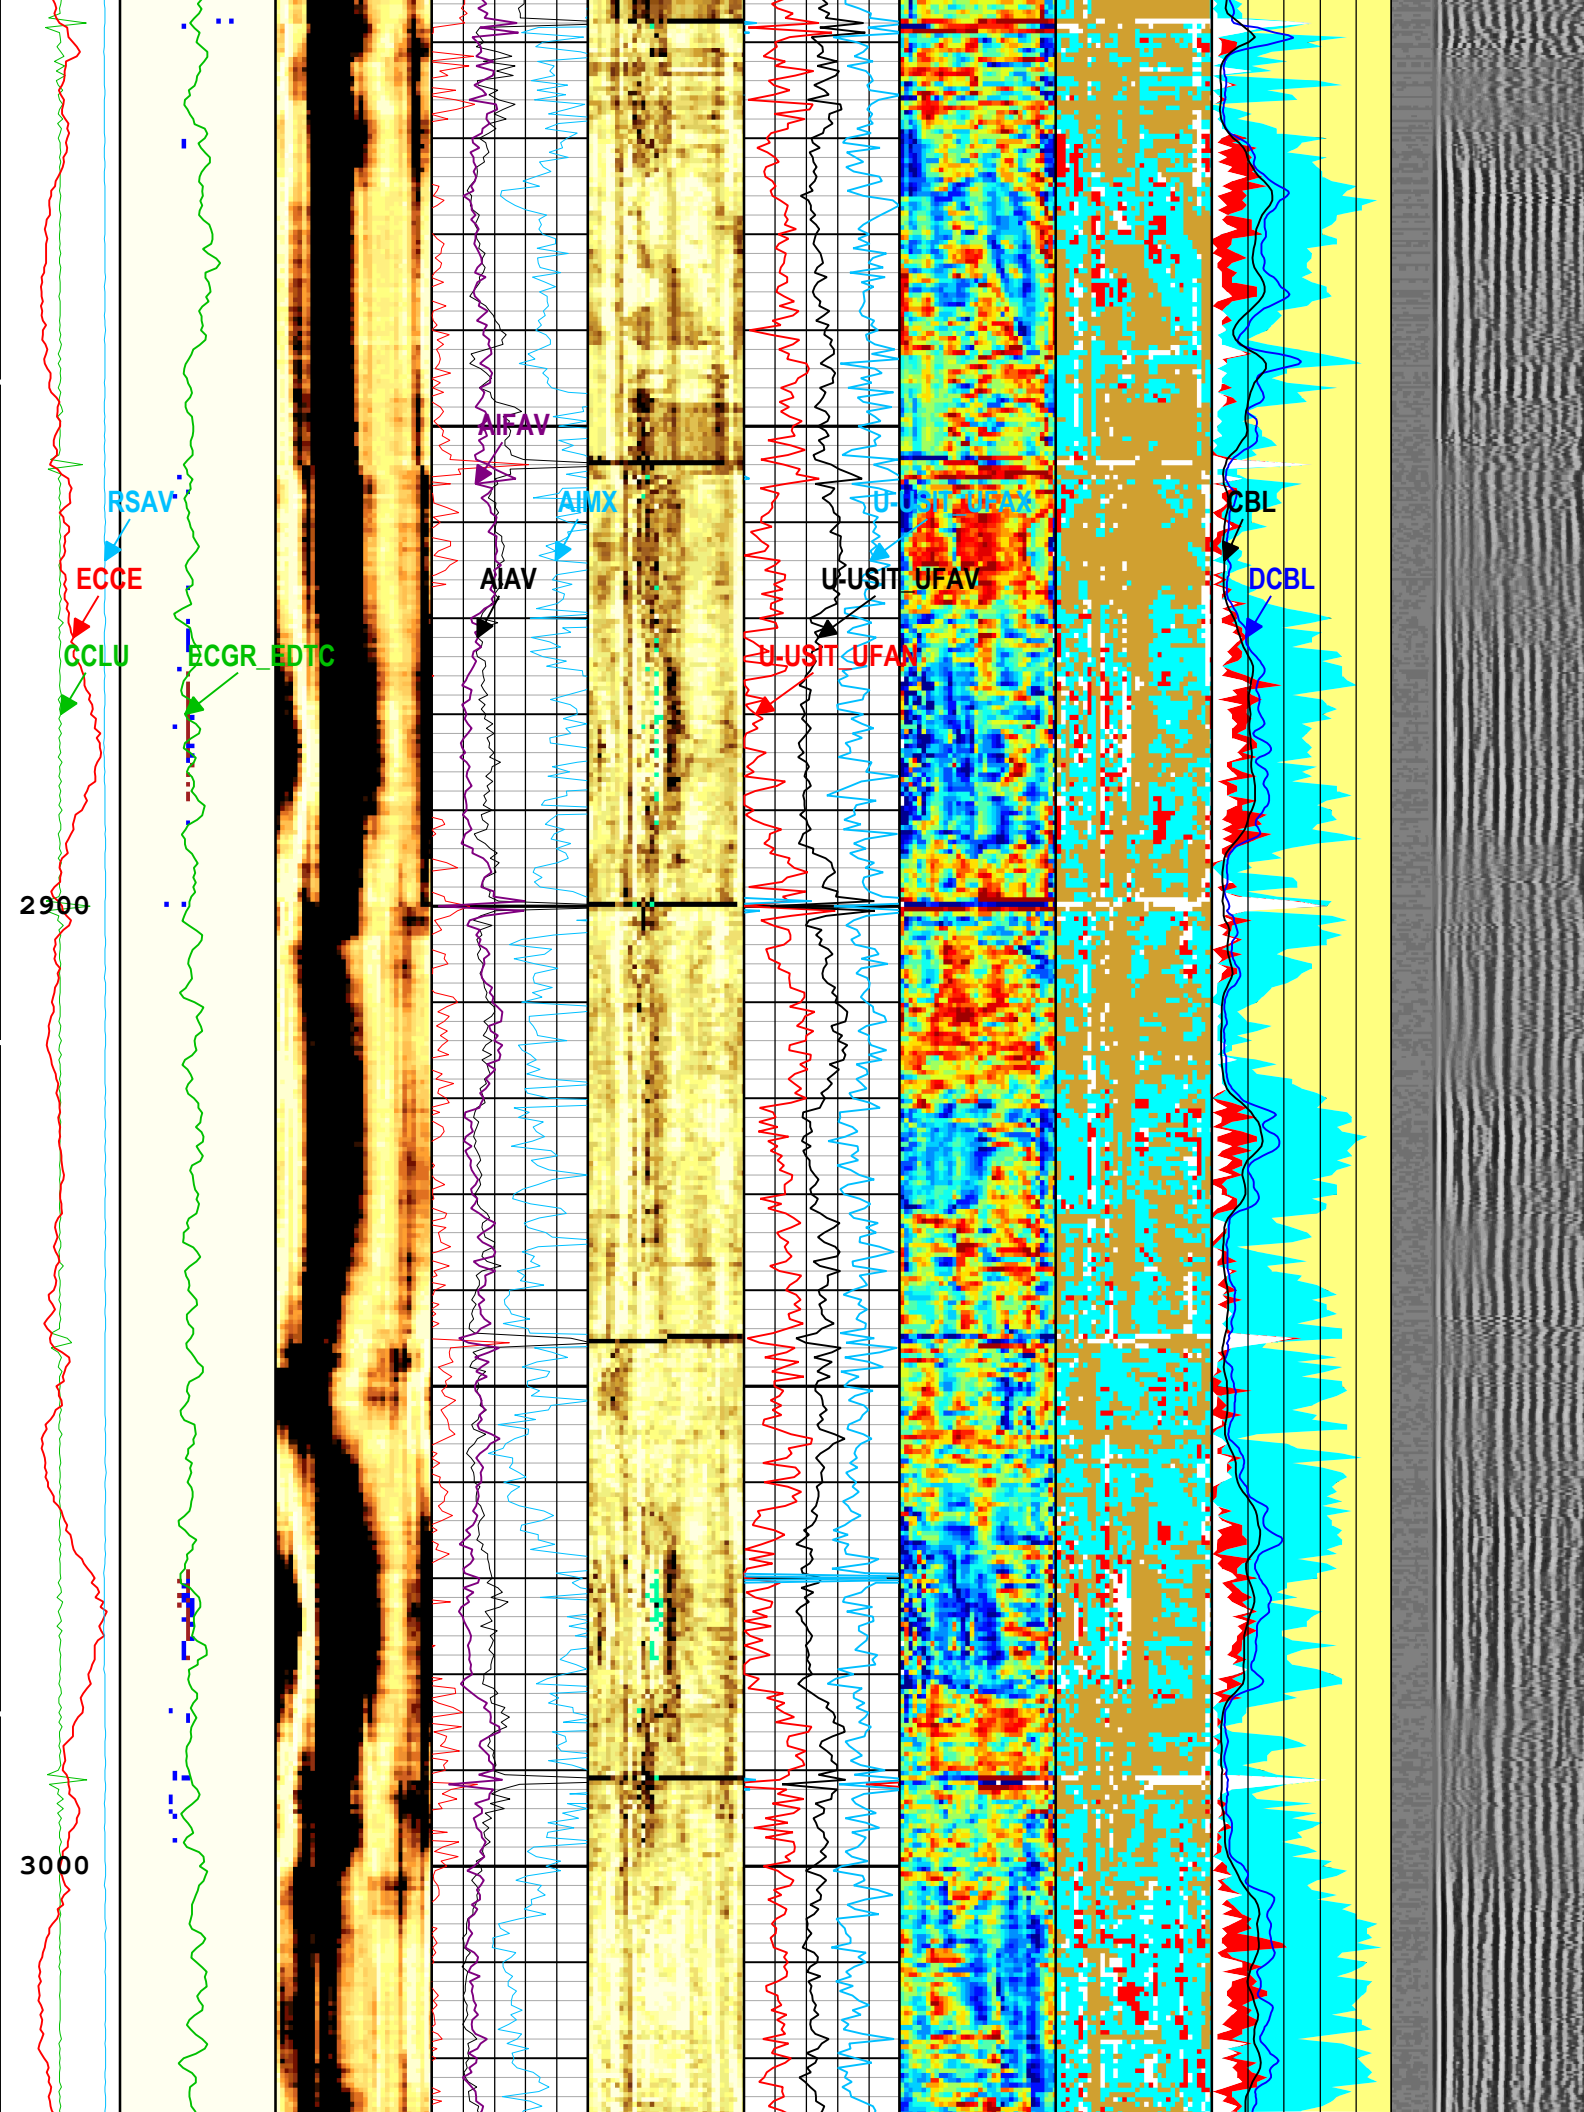 AIFAV
RSAV AIMX U-USIT_UFAX CBL
ECCE AIAV U-USIT_UFAV DCBL
CCLU ECGR_EDTC U-USIT_UFAN
2900
3000